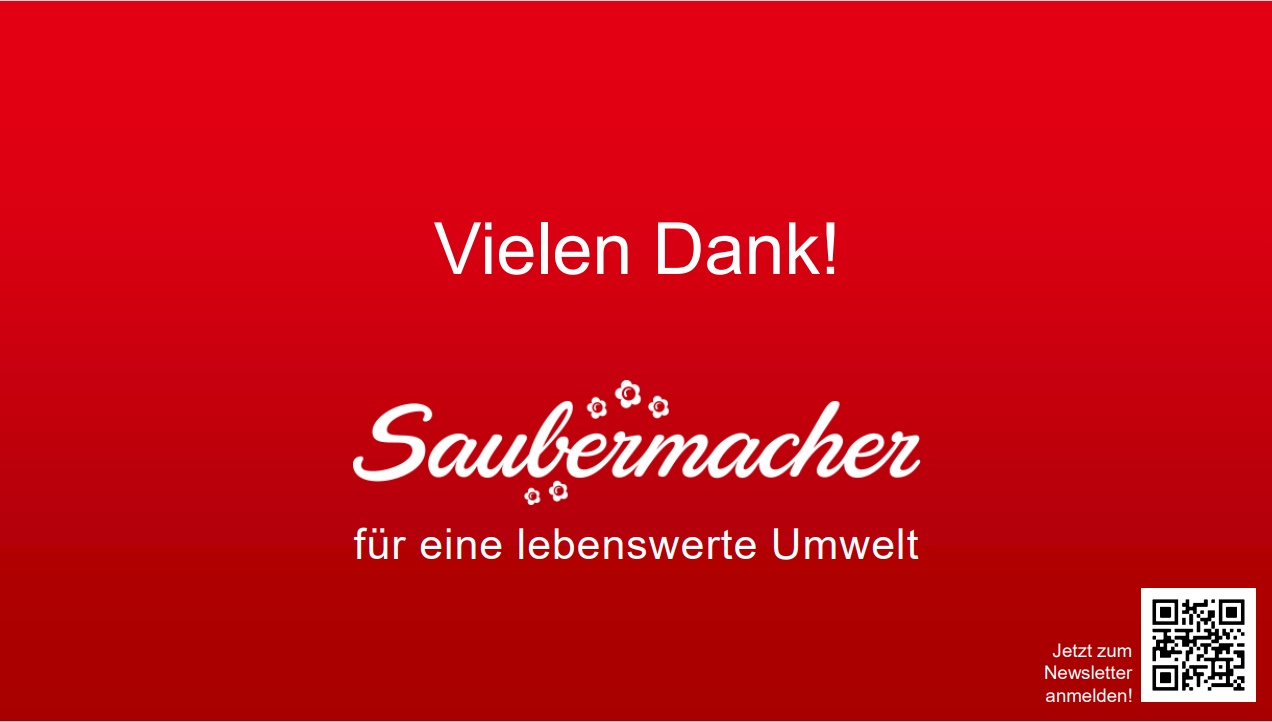 Vielen Dank!
Saubermacher
für eine lebenswerte Umwelt
Jetzt zum
Newsletter
anmelden!